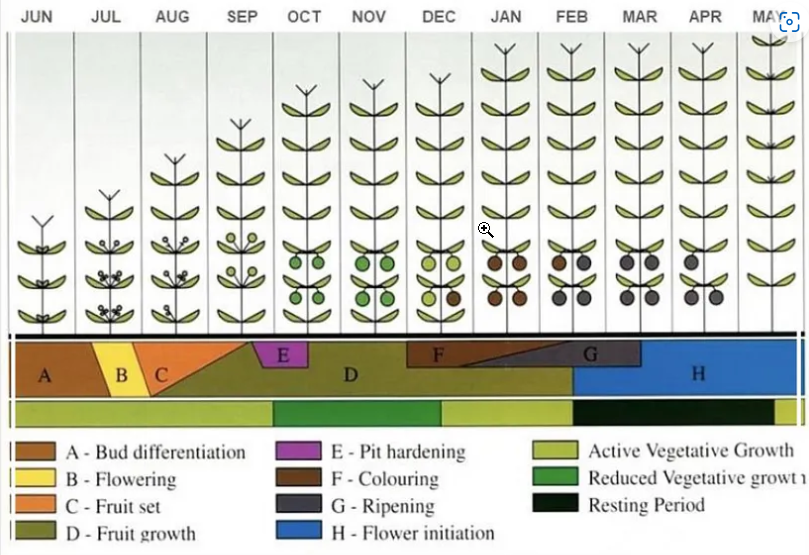 JUN JUL AUG SEP OCT NOV DEC JAN FEB MAR APR MAY
A B C E D F G H
A - Bud differentiation E - Pit hardening Active Vegetative Growth
B - Flowering F - Colouring Reduced Vegetative growt
C - Fruit set G - Ripening Resting Period
D - Fruit growth H - Flower initiation